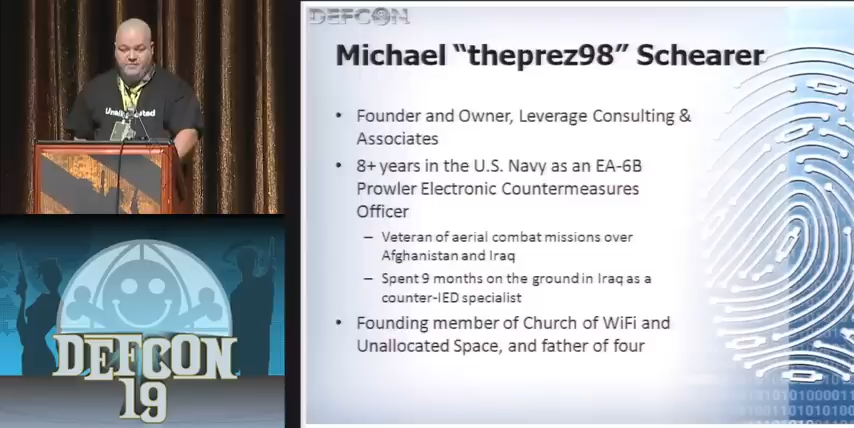 DEFCON
Michael “theprez98” Schearer
• Founder and Owner, Leverage Consulting &
Associates
• 8+ years in the U.S. Navy as an EA-6B
Prowler Electronic Countermeasures
Officer
– Veteran of aerial combat missions over
Afghanistan and Iraq
– Spent 9 months on the ground in Iraq as a
counter-IED specialist
• Founding member of Church of WiFi and
Unallocated Space, and father of four
DEFCON
19